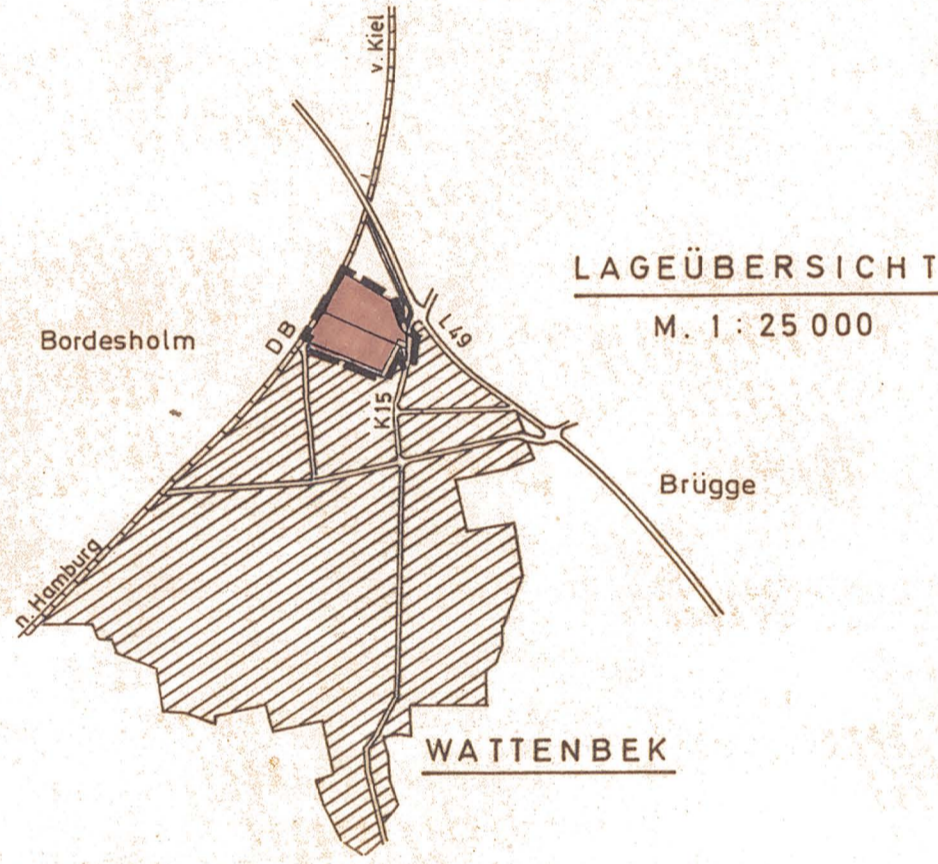 v. Kiel
LAGEÜBERSICHT
M. 1 : 25 000
Bordesholm
DB
L49
K15
Brügge
n. Hamburg
WATTENBEK